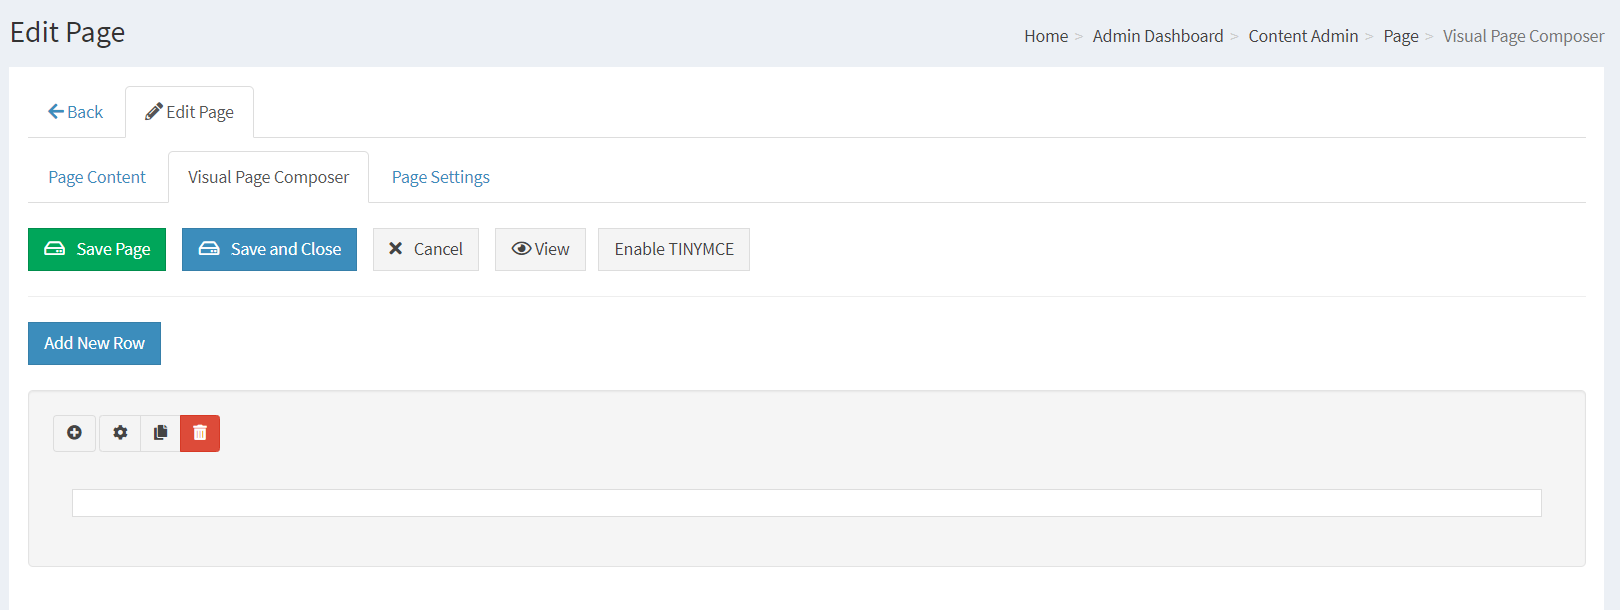 Edit Page
Home > Admin Dashboard > Content Admin > Page > Visual Page Composer
Back
Edit Page
Page Content
Visual Page Composer
Page Settings
Save Page
Save and Close
Cancel
View
Enable TINYMCE
Add New Row